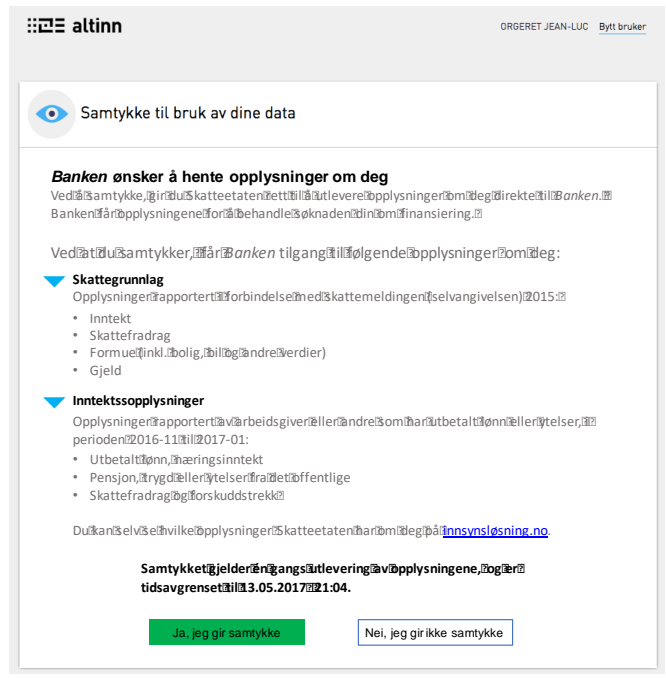 altinn
ORGERET JEAN-LUC Bytt bruker
Samtykke til bruk av dine data
Banken ønsker å hente opplysninger om deg
Ved å samtykke, gir du Skatteetaten rett til å utlevere opplysninger om deg direkte til Banken.
Banken får opplysningene for å behandle søknaden din om finansiering.
Ved at du samtykker, får Banken tilgang til følgende opplysninger om deg:
Skattegrunnlag
Opplysninger rapportert i forbindelse med skattemeldingen (selvangivelsen) 2015:
• Inntekt
• Skattefradrag
• Formue (inkl. bolig, bil og andre verdier)
• Gjeld
Inntektssopplysninger
Opplysninger rapportert av arbeidsgiver eller andre som har utbetalt lønn eller ytelser, i
perioden 2016-11 til 2017-01:
• Utbetalt lønn, næringsinntekt
• Pensjon, trygd eller ytelser fra det offentlige
• Skattefradrag og forskuddstrekk
Du kan selv se hvilke opplysninger Skatteetaten har om deg på innsynsløsning.no.
Samtykket gjelder én gangs utlevering av opplysningene, og er
tidsavgrenset til 13.05.2017 21:04.
Ja, jeg gir samtykke
Nei, jeg gir ikke samtykke